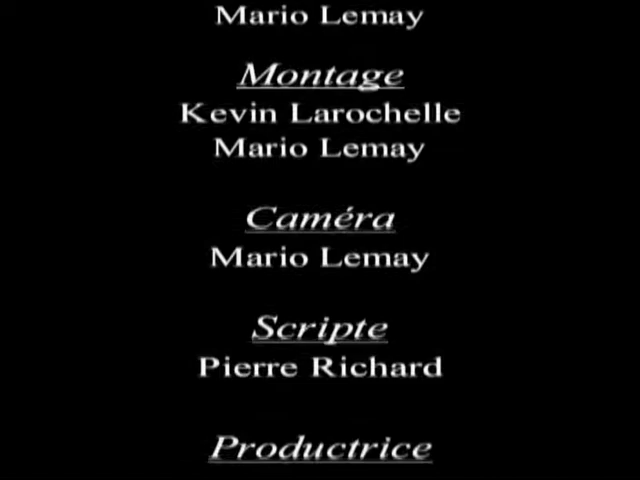 Mario Lemay
Montage
Kevin Larochelle
Mario Lemay
Caméra
Mario Lemay
Scripte
Pierre Richard
Productrice